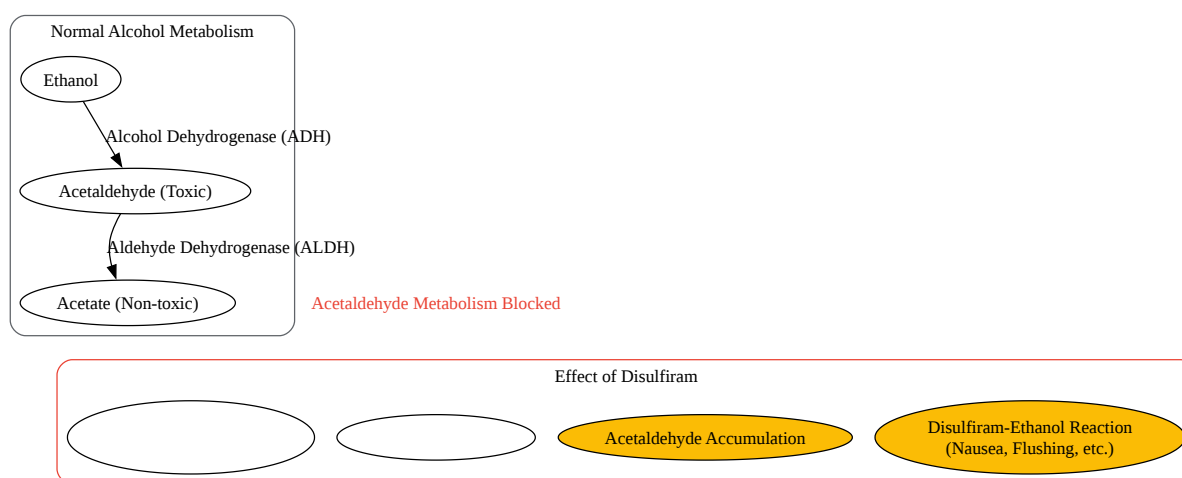 Normal Alcohol Metabolism
Ethanol
Alcohol Dehydrogenase (ADH)
Acetaldehyde (Toxic)
Aldehyde Dehydrogenase (ALDH)
Acetate (Non-toxic)
Acetaldehyde Metabolism Blocked
Effect of Disulfiram
Acetaldehyde Accumulation
Disulfiram-Ethanol Reaction
(Nausea, Flushing, etc.)